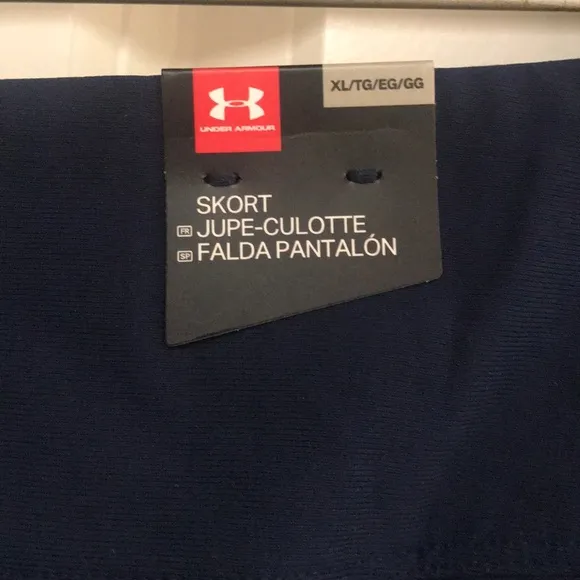 UNDER ARMOUR
XL/TG/EG/GG
SKORT
FR JUPE-CULOTTE
SP FALDA PANTALÓN